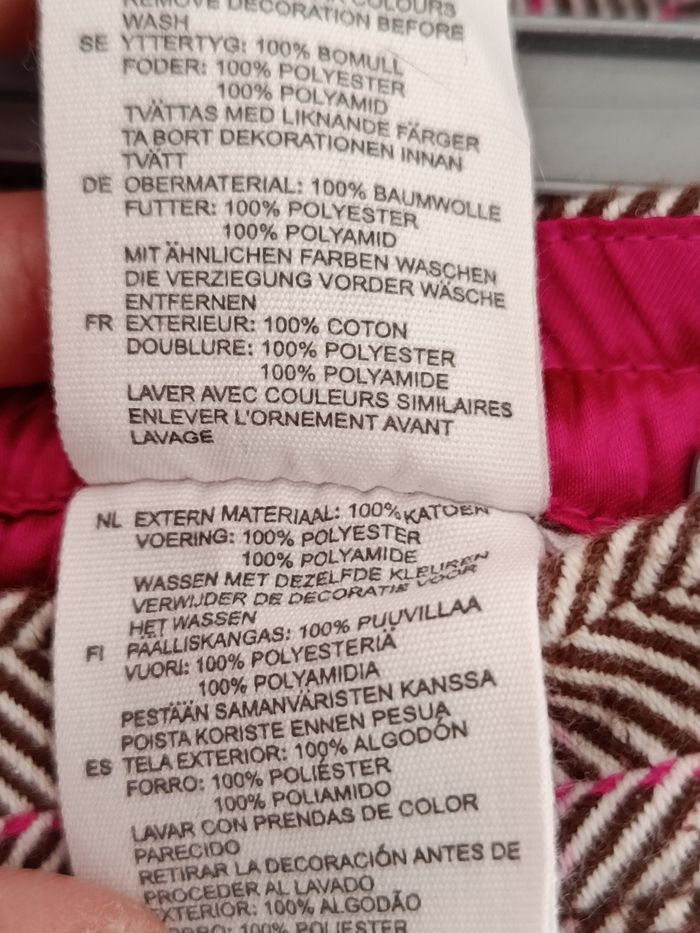 COLOURS
REMOVE DECORATION BEFORE
WASH
SE YTTERTYG: 100% BOMULL
FODER: 100% POLYESTER
100% POLYAMID
TVÄTTAS MED LIKNANDE FÄRGER
TA BORT DEKORATIONEN INNAN
TVÄTT
DE OBERMATERIAL: 100% BAUMWOLLE
FUTTER: 100% POLYESTER
100% POLYAMID
MIT ÄHNLICHEN FARBEN WASCHEN
DIE VERZIEGUNG VORDER WÄSCHE
ENTFERNEN
FR EXTERIEUR: 100% COTON
DOUBLURE: 100% POLYESTER
100% POLYAMIDE
LAVER AVEC COULEURS SIMILAIRES
ENLEVER L'ORNEMENT AVANT
LAVAGE
NL EXTERN MATERIAAL: 100% KATOEN
VOERING: 100% POLYESTER
100% POLYAMIDE
WASSEN MET DEZELFDE KLEUREN
VERWIJDER DE DECORATIE VOOR
HET WASSEN
FI PÄÄLLISKANGAS: 100% PUUVILLAA
VUORI: 100% POLYESTERIÄ
100% POLYAMIDIA
PESTÄÄN SAMANVÄRISTEN KANSSA
POISTA KORISTE ENNEN PESUA
ES TELA EXTERIOR: 100% ALGODÓN
FORRO: 100% POLIÉSTER
100% POLIAMIDO
LAVAR CON PRENDAS DE COLOR
PARECIDO
RETIRAR LA DECORACIÓN ANTES DE
PROCEDER AL LAVADO
EXTERIOR: 100% ALGODÃO
100% POLIESTER